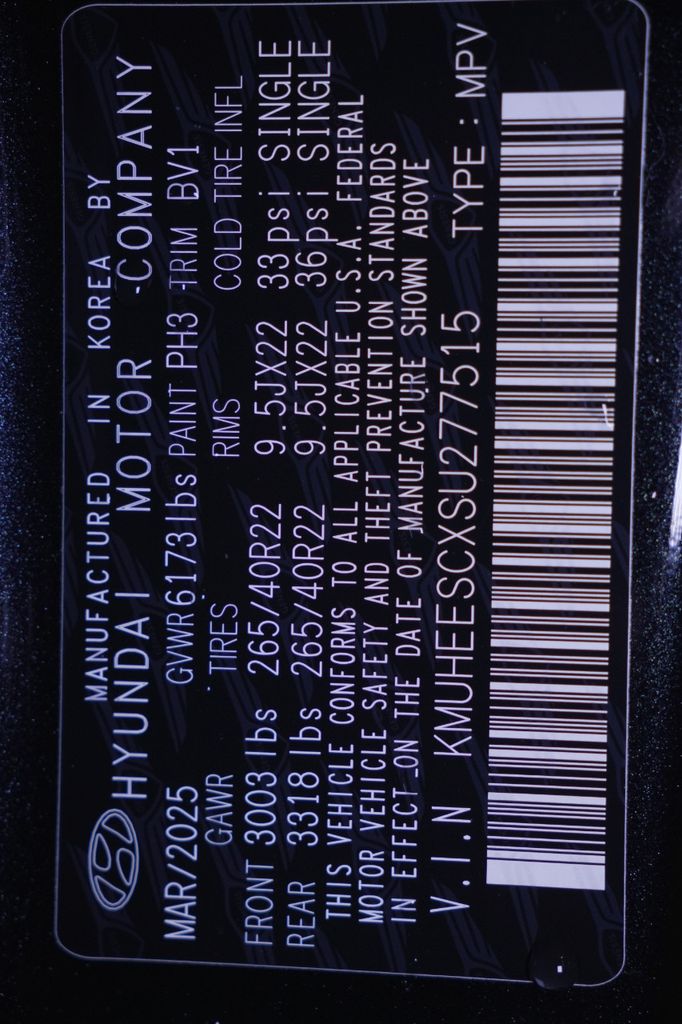 MANUFACTURED IN KOREA BY
HYUNDAI MOTOR COMPANY
MAR/2025 GVWR 6173lbs PAINT PH3 TRIM BV1
GAWR TIRES RIMS COLD TIRE INFL
FRONT 3003 lbs 265/40R22 9.5JX22 33psi SINGLE
REAR 3318 lbs 265/40R22 9.5JX22 36psi SINGLE
THIS VEHICLE CONFORMS TO ALL APPLICABLE U.S.A. FEDERAL
MOTOR VEHICLE SAFETY AND THEFT PREVENTION STANDARDS
IN EFFECT ON THE DATE OF MANUFACTURE SHOWN ABOVE
V.I.N KMUHEESCXSU277515 TYPE : MPV